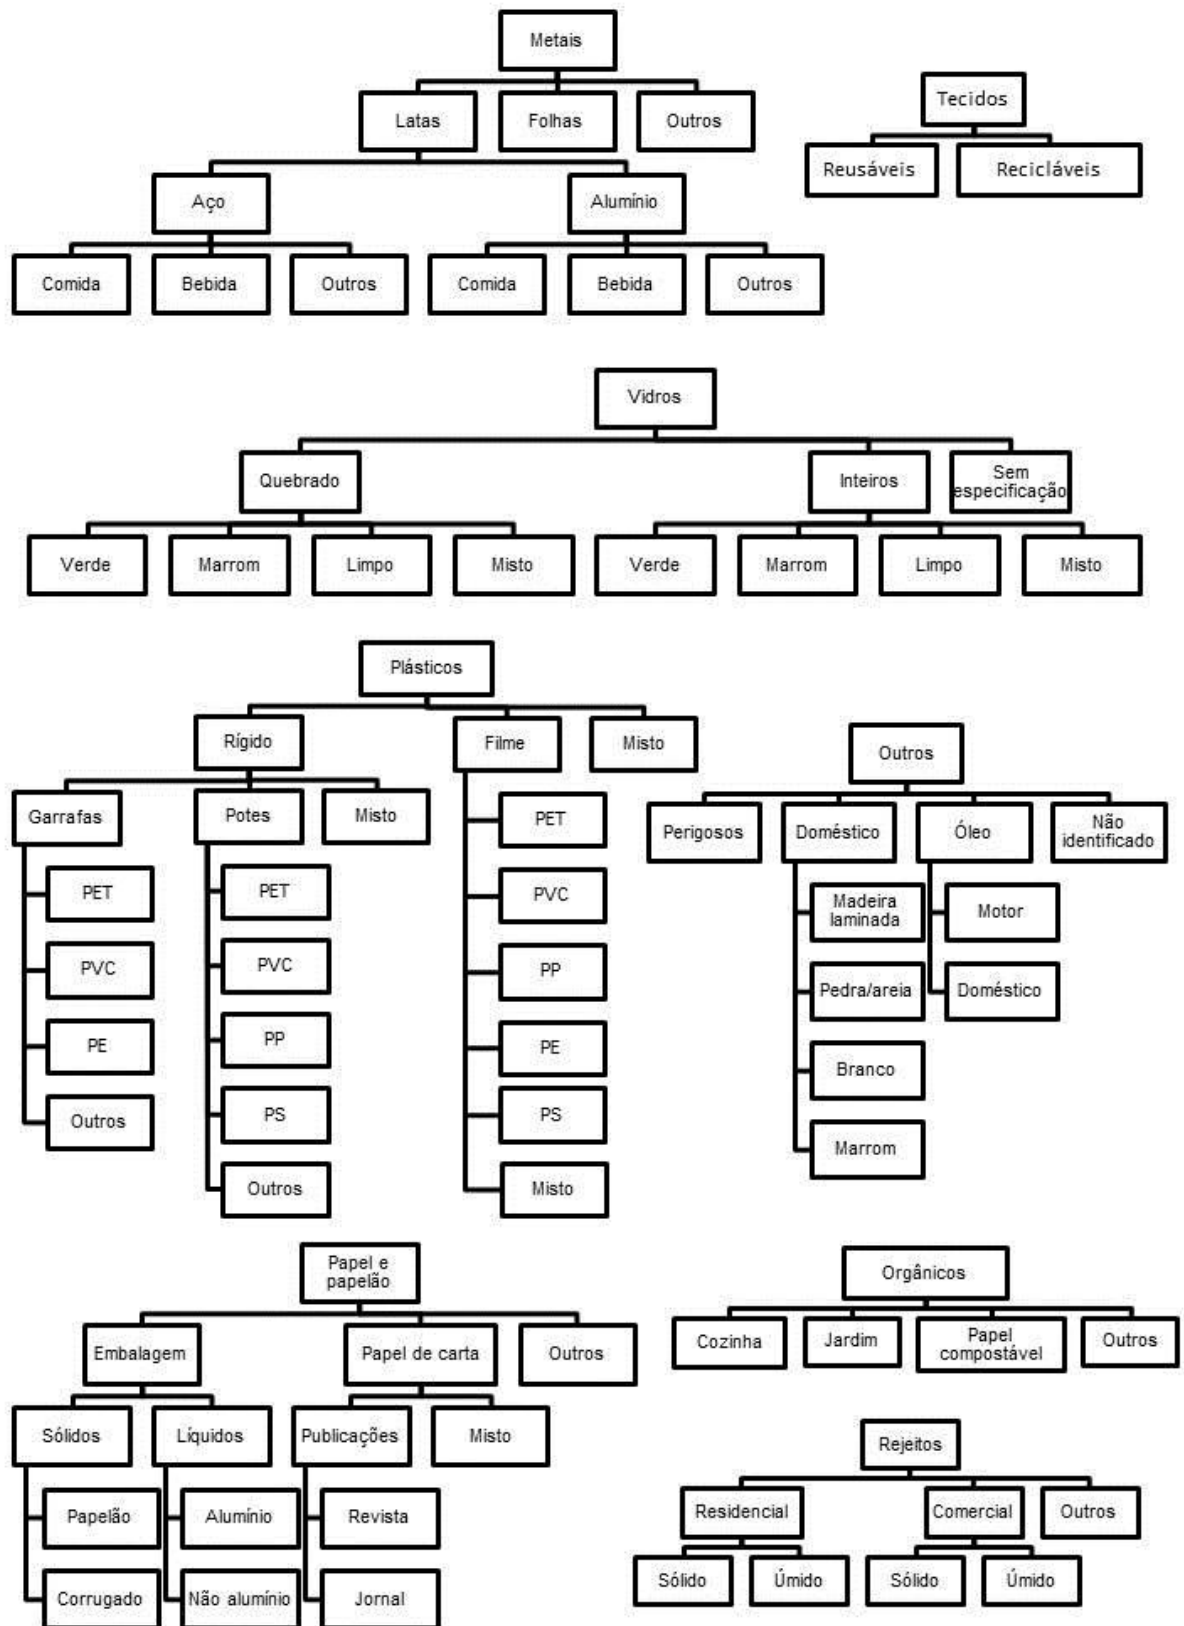 Metais
Latas
Folhas
Outros
Tecidos
Reusáveis
Recicláveis
Aço
Alumínio
Comida
Bebida
Outros
Comida
Bebida
Outros
Vidros
Quebrado
Inteiros
Sem
especificação
Verde
Marrom
Limpo
Misto
Verde
Marrom
Limpo
Misto
Plásticos
Rígido
Filme
Misto
Garrafas
Potes
Misto
PET
PVC
PE
Outros
PET
PVC
PP
PS
Outros
PET
PVC
PP
PE
PS
Misto
Outros
Perigosos
Doméstico
Óleo
Não
identificado
Madeira
laminada
Pedra/areia
Branco
Marrom
Motor
Doméstico
Papel e
papelão
Embalagem
Papel de carta
Outros
Sólidos
Líquidos
Publicações
Misto
Papelão
Corrugado
Alumínio
Não alumínio
Revista
Jornal
Orgânicos
Cozinha
Jardim
Papel
compostável
Outros
Rejeitos
Residencial
Comercial
Outros
Sólido
Úmido
Sólido
Úmido